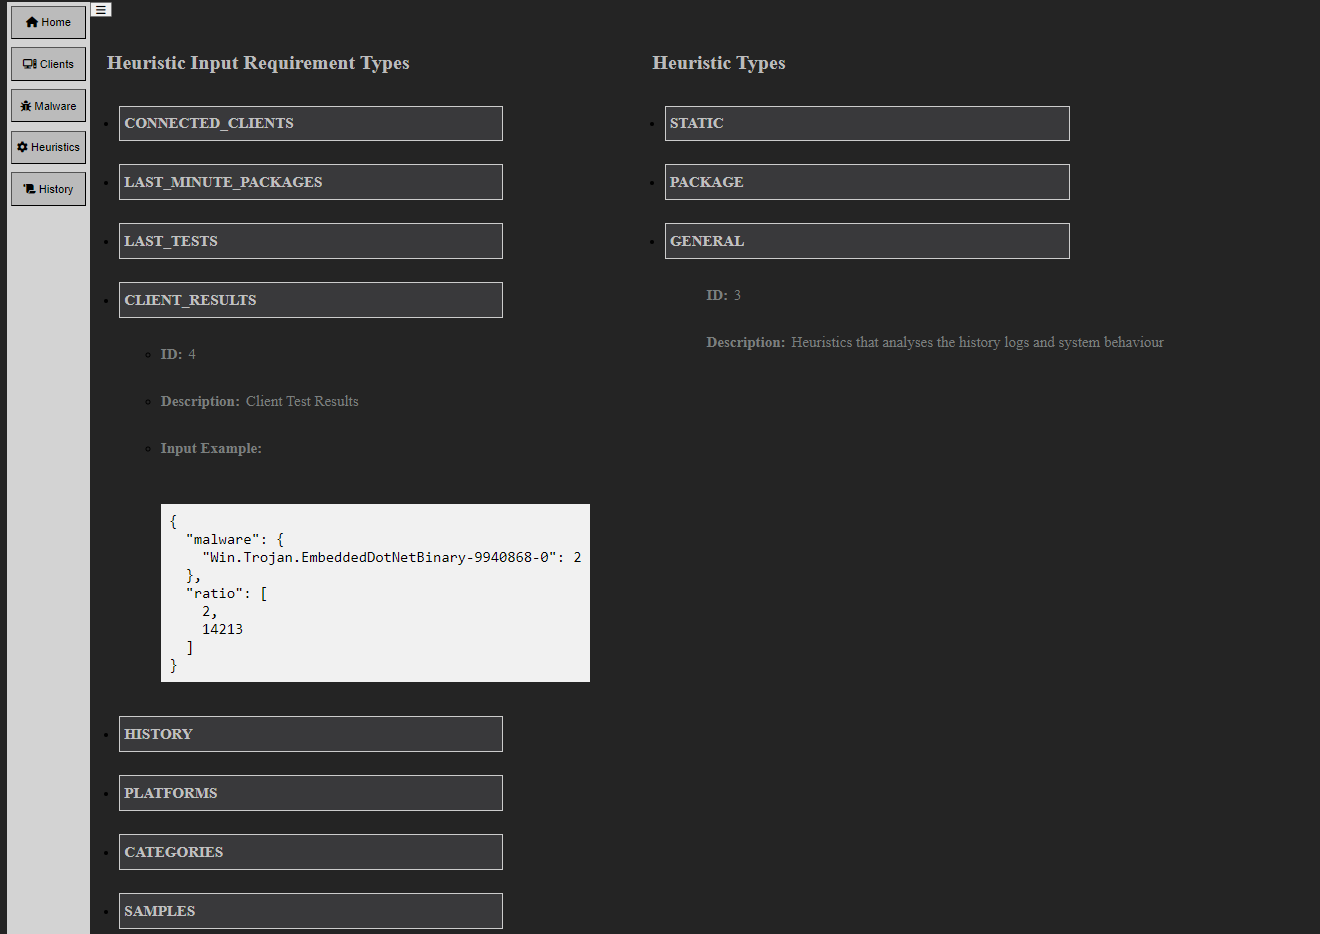 Home
Clients
Malware
Heuristics
History
Heuristic Input Requirement Types
CONNECTED_CLIENTS
LAST_MINUTE_PACKAGES
LAST_TESTS
CLIENT_RESULTS
ID: 4
Description: Client Test Results
Input Example:
{
  "malware": {
    "Win.Trojan.EmbeddedDotNetBinary-9940868-0": 2
  },
  "ratio": [
    2,
    14213
  ]
}
HISTORY
PLATFORMS
CATEGORIES
SAMPLES
Heuristic Types
STATIC
PACKAGE
GENERAL
ID: 3
Description: Heuristics that analyses the history logs and system behaviour